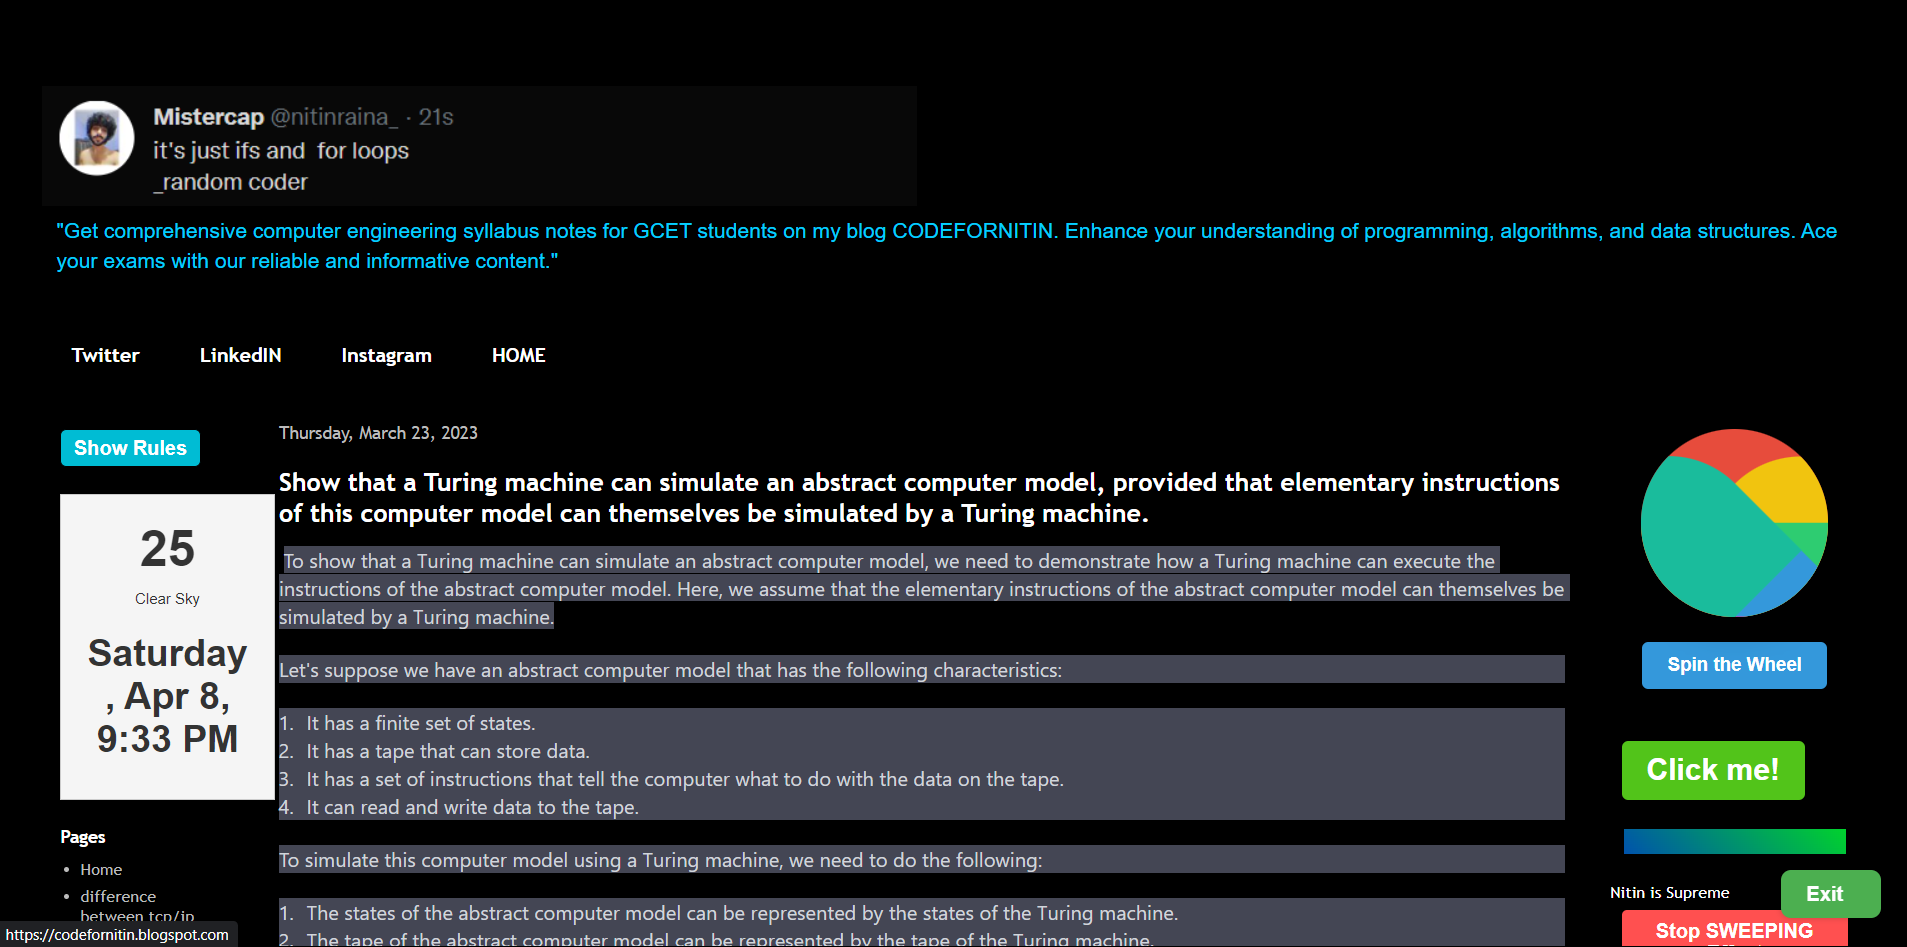 Mistercap @nitinraina_ · 21s
it's just ifs and  for loops
_random coder
"Get comprehensive computer engineering syllabus notes for GCET students on my blog CODEFORNITIN. Enhance your understanding of programming, algorithms, and data structures. Ace
your exams with our reliable and informative content."
Twitter LinkedIN Instagram HOME
Show Rules
25
Clear Sky
Saturday
, Apr 8,
9:33 PM
Pages
• Home
• difference
between tcp/ip
https://codefornitin.blogspot.com
Thursday, March 23, 2023
Show that a Turing machine can simulate an abstract computer model, provided that elementary instructions
of this computer model can themselves be simulated by a Turing machine.
To show that a Turing machine can simulate an abstract computer model, we need to demonstrate how a Turing machine can execute the
instructions of the abstract computer model. Here, we assume that the elementary instructions of the abstract computer model can themselves be
simulated by a Turing machine.
Let's suppose we have an abstract computer model that has the following characteristics:
1. It has a finite set of states.
2. It has a tape that can store data.
3. It has a set of instructions that tell the computer what to do with the data on the tape.
4. It can read and write data to the tape.
To simulate this computer model using a Turing machine, we need to do the following:
1. The states of the abstract computer model can be represented by the states of the Turing machine.
2. The tape of the abstract computer model can be represented by the tape of the Turing machine.
Spin the Wheel
Click me!
Nitin is Supreme
Exit
Stop SWEEPING